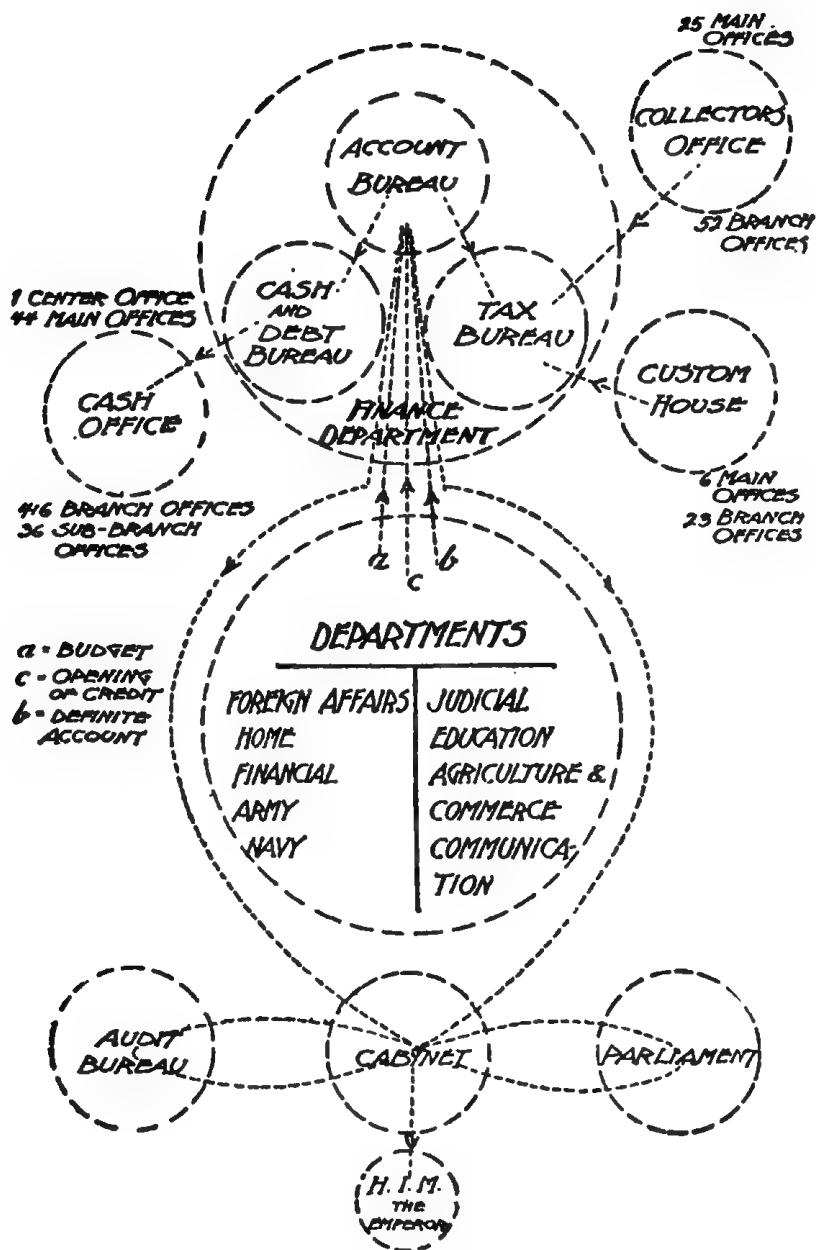 25 MAIN
OFFICES
COLLECTORS
OFFICE
52 BRANCH
OFFICES
ACCOUNT
BUREAU
CASH
AND
DEBT
BUREAU
TAX
BUREAU
FINANCE
DEPARTMENT
1 CENTER OFFICE
44 MAIN OFFICES
CASH
OFFICE
416 BRANCH OFFICES
36 SUB-BRANCH
OFFICES
CUSTOM
HOUSE
6 MAIN
OFFICES
23 BRANCH
OFFICES
a
c
b
a = BUDGET
c = OPENING
OF CREDIT
b = DEFINITE
ACCOUNT
DEPARTMENTS
FOREIGN AFFAIRS
HOME
FINANCIAL
ARMY
NAVY
JUDICIAL
EDUCATION
AGRICULTURE &
COMMERCE
COMMUNICA-
TION
AUDIT
BUREAU
CABINET
PARLIAMENT
H. I. M.
THE
EMPEROR